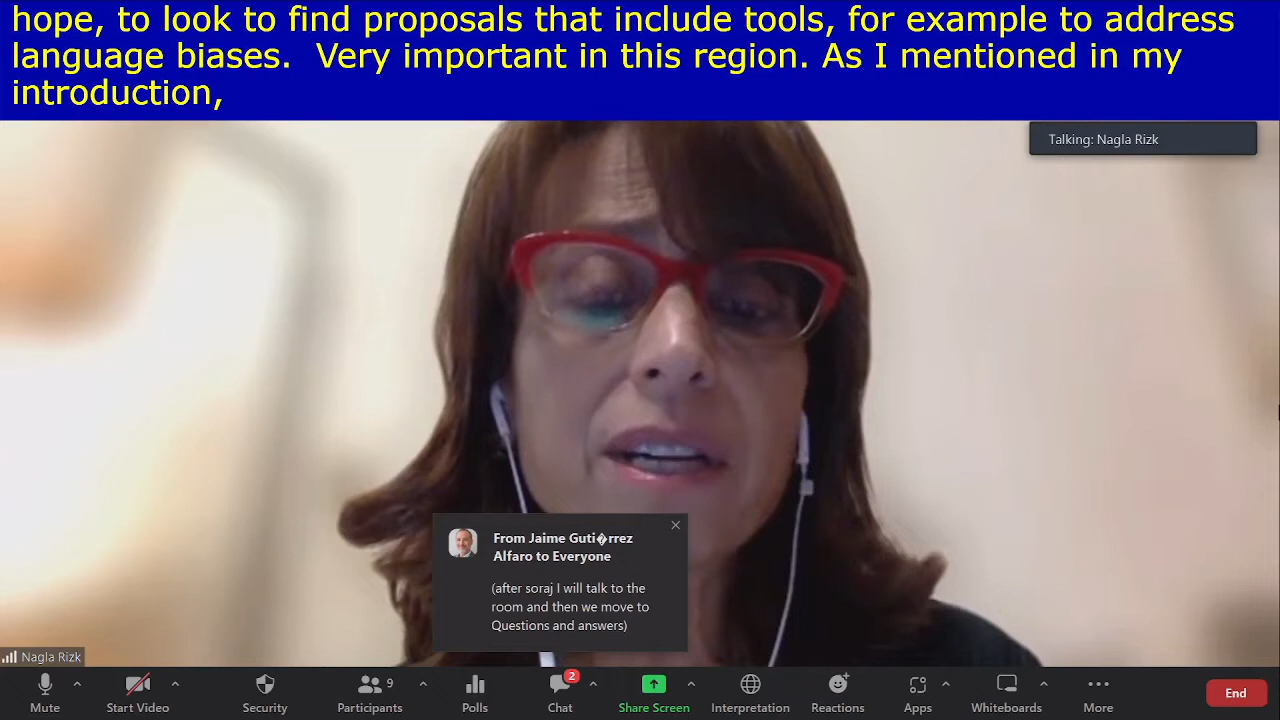 hope, to look to find proposals that include tools, for example to address
language biases.  Very important in this region. As I mentioned in my
introduction,
Talking: Nagla Rizk
From Jaime Guti�rrez
Alfaro to Everyone
(after soraj I will talk to the
room and then we move to
Questions and answers)
Nagla Rizk
Mute
Start Video
Security
9
Participants
Polls
2
Chat
Share Screen
Interpretation
Reactions
Apps
Whiteboards
More
End